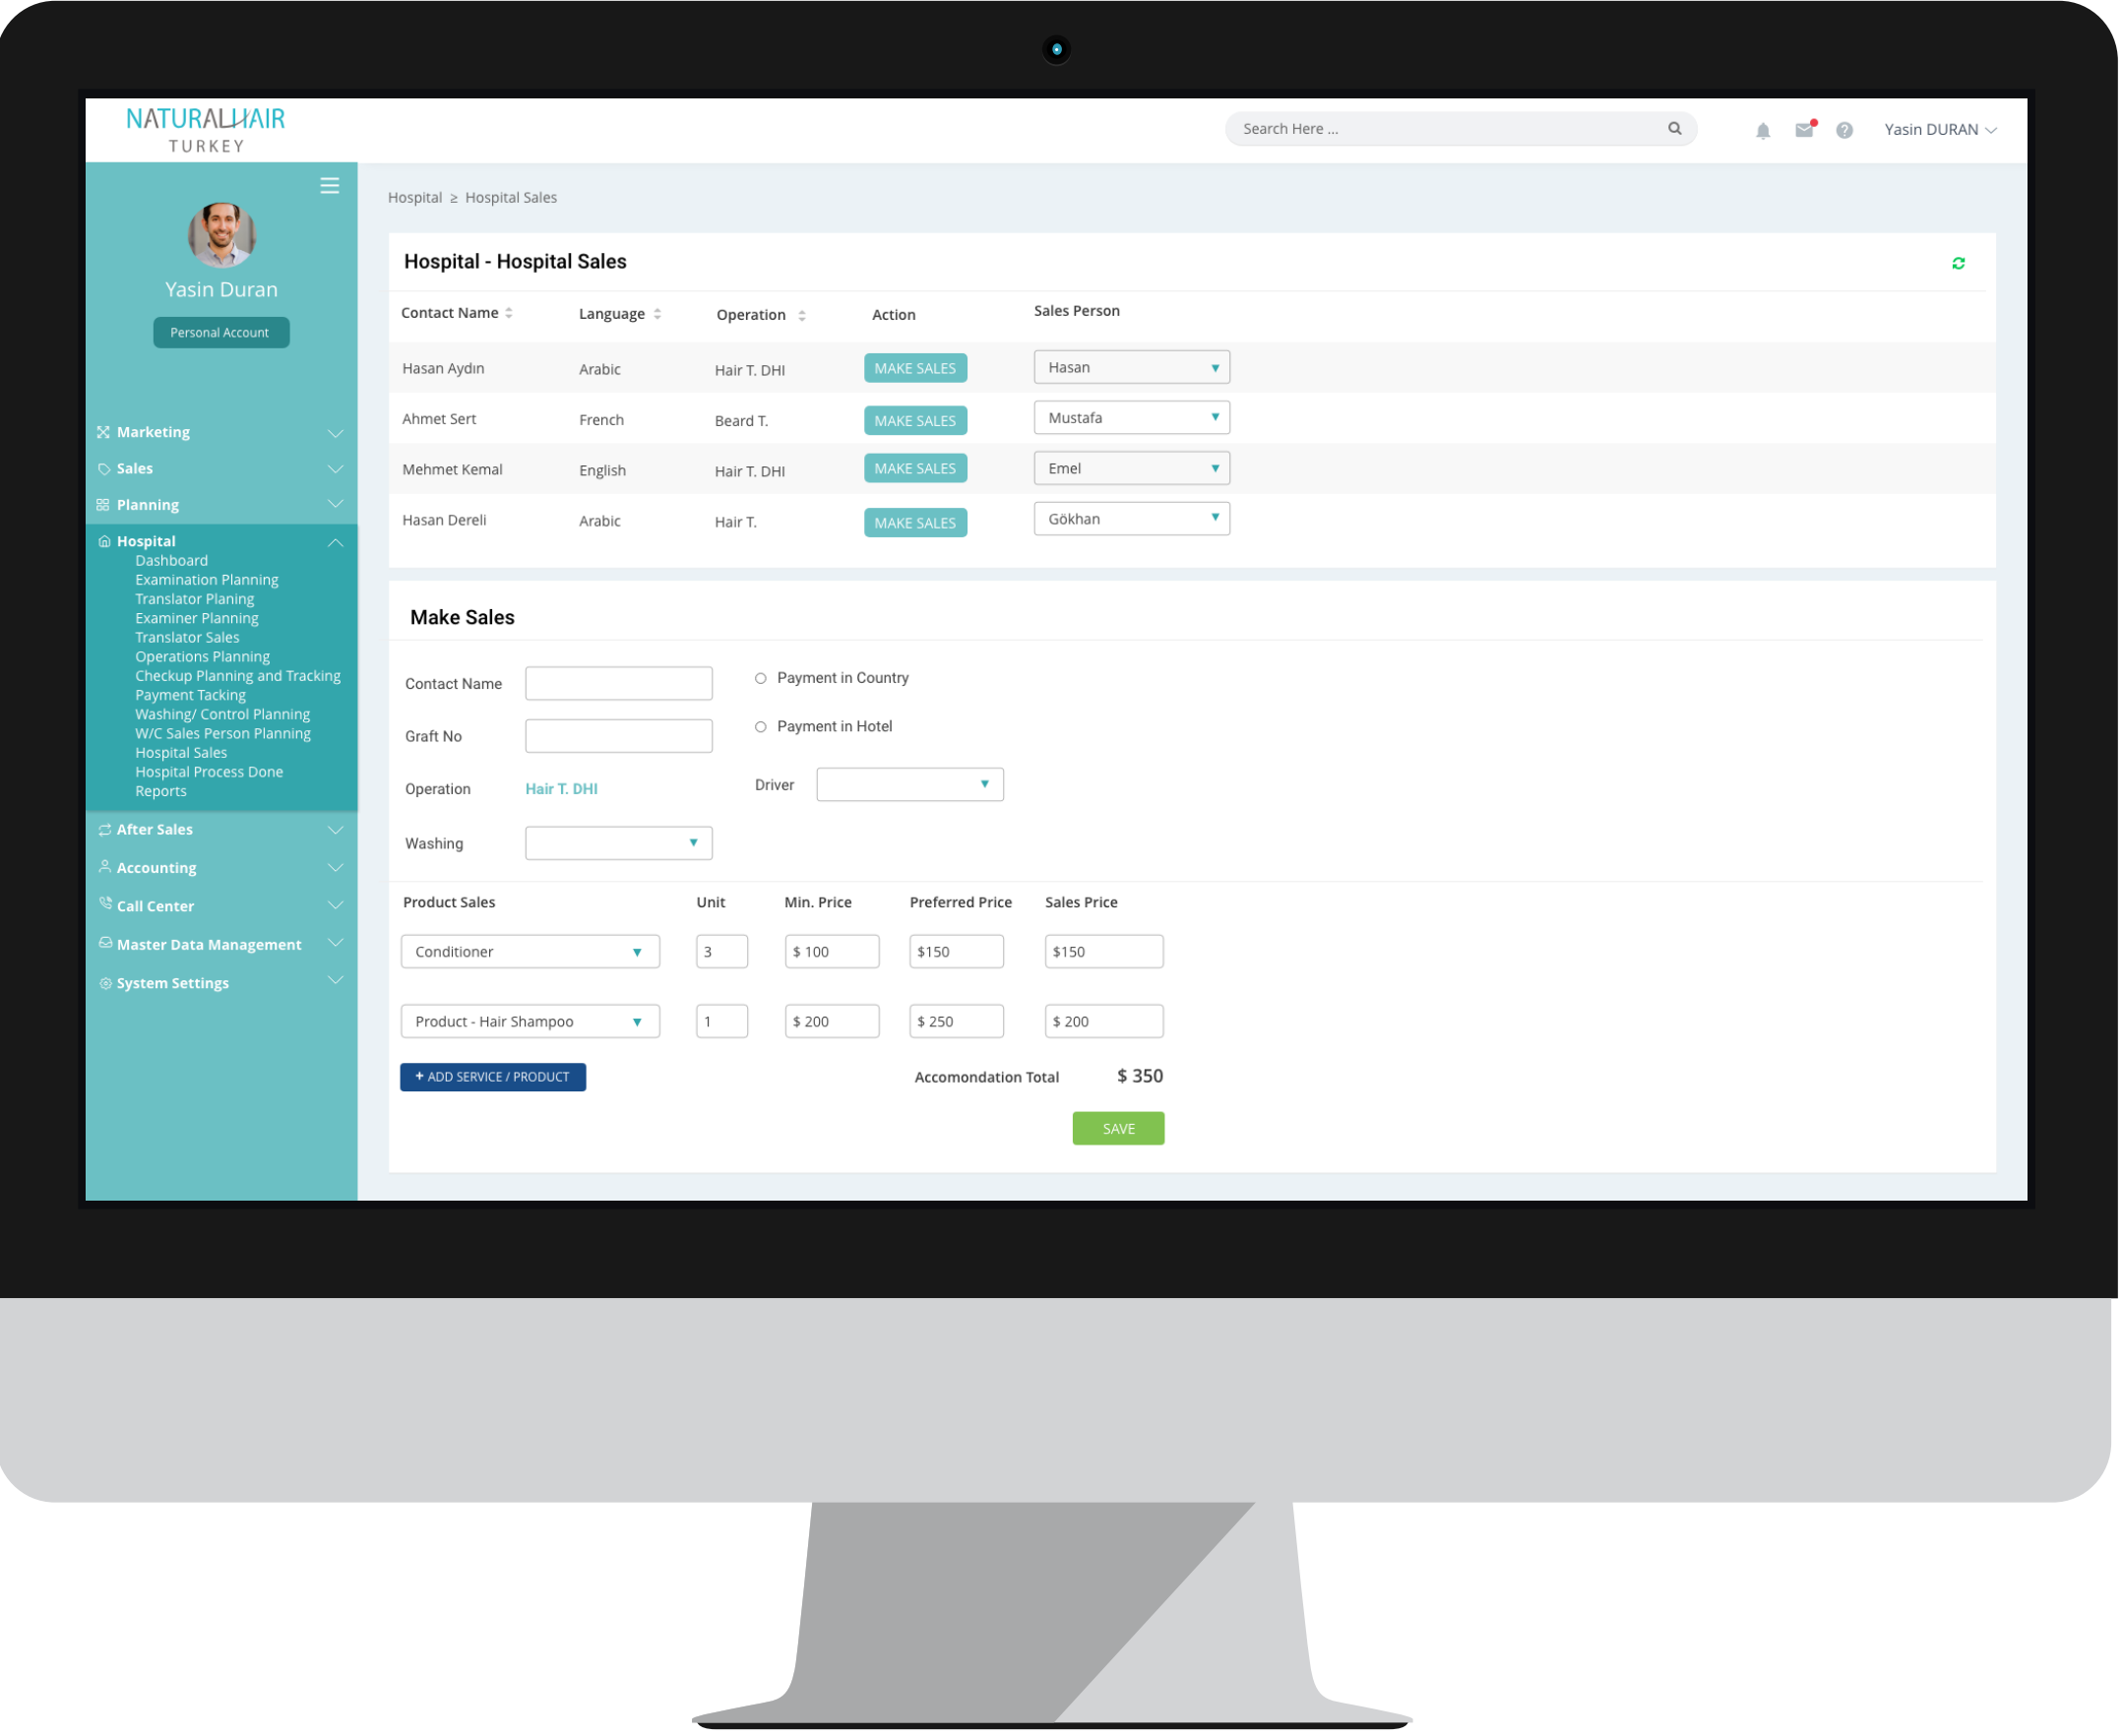 NATURALHAIR
TURKEY
Search Here ...
Yasin DURAN
Yasin Duran
Personal Account
Marketing
Sales
Planning
Hospital
Dashboard
Examination Planning
Translator Planing
Examiner Planning
Translator Sales
Operations Planning
Checkup Planning and Tracking
Payment Tacking
Washing/ Control Planning
W/C Sales Person Planning
Hospital Sales
Hospital Process Done
Reports
After Sales
Accounting
Call Center
Master Data Management
System Settings
Hospital ≥ Hospital Sales
Hospital - Hospital Sales
Contact Name Language Operation Action Sales Person
Hasan Aydın Arabic Hair T. DHI MAKE SALES Hasan
Ahmet Sert French Beard T. MAKE SALES Mustafa
Mehmet Kemal English Hair T. DHI MAKE SALES Emel
Hasan Dereli Arabic Hair T. MAKE SALES Gökhan
Make Sales
Contact Name Payment in Country
Graft No Payment in Hotel
Operation Hair T. DHI Driver
Washing
Product Sales Unit Min. Price Preferred Price Sales Price
Conditioner 3 $ 100 $150 $150
Product - Hair Shampoo 1 $ 200 $ 250 $ 200
+ ADD SERVICE / PRODUCT Accomondation Total $ 350
SAVE